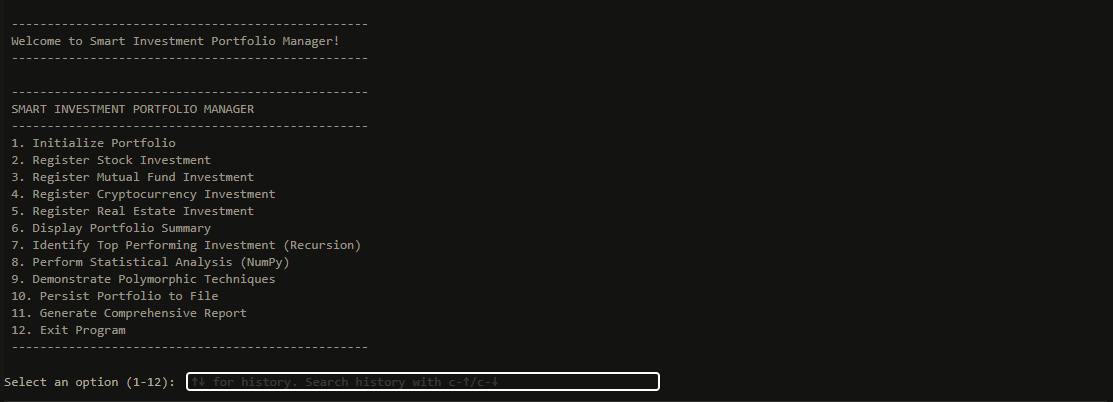 --------------------------------------------------
Welcome to Smart Investment Portfolio Manager!
--------------------------------------------------
--------------------------------------------------
SMART INVESTMENT PORTFOLIO MANAGER
--------------------------------------------------
1. Initialize Portfolio
2. Register Stock Investment
3. Register Mutual Fund Investment
4. Register Cryptocurrency Investment
5. Register Real Estate Investment
6. Display Portfolio Summary
7. Identify Top Performing Investment (Recursion)
8. Perform Statistical Analysis (NumPy)
9. Demonstrate Polymorphic Techniques
10. Persist Portfolio to File
11. Generate Comprehensive Report
12. Exit Program
--------------------------------------------------
Select an option (1-12): ↑↓ for history. Search history with c-↑/c-↓